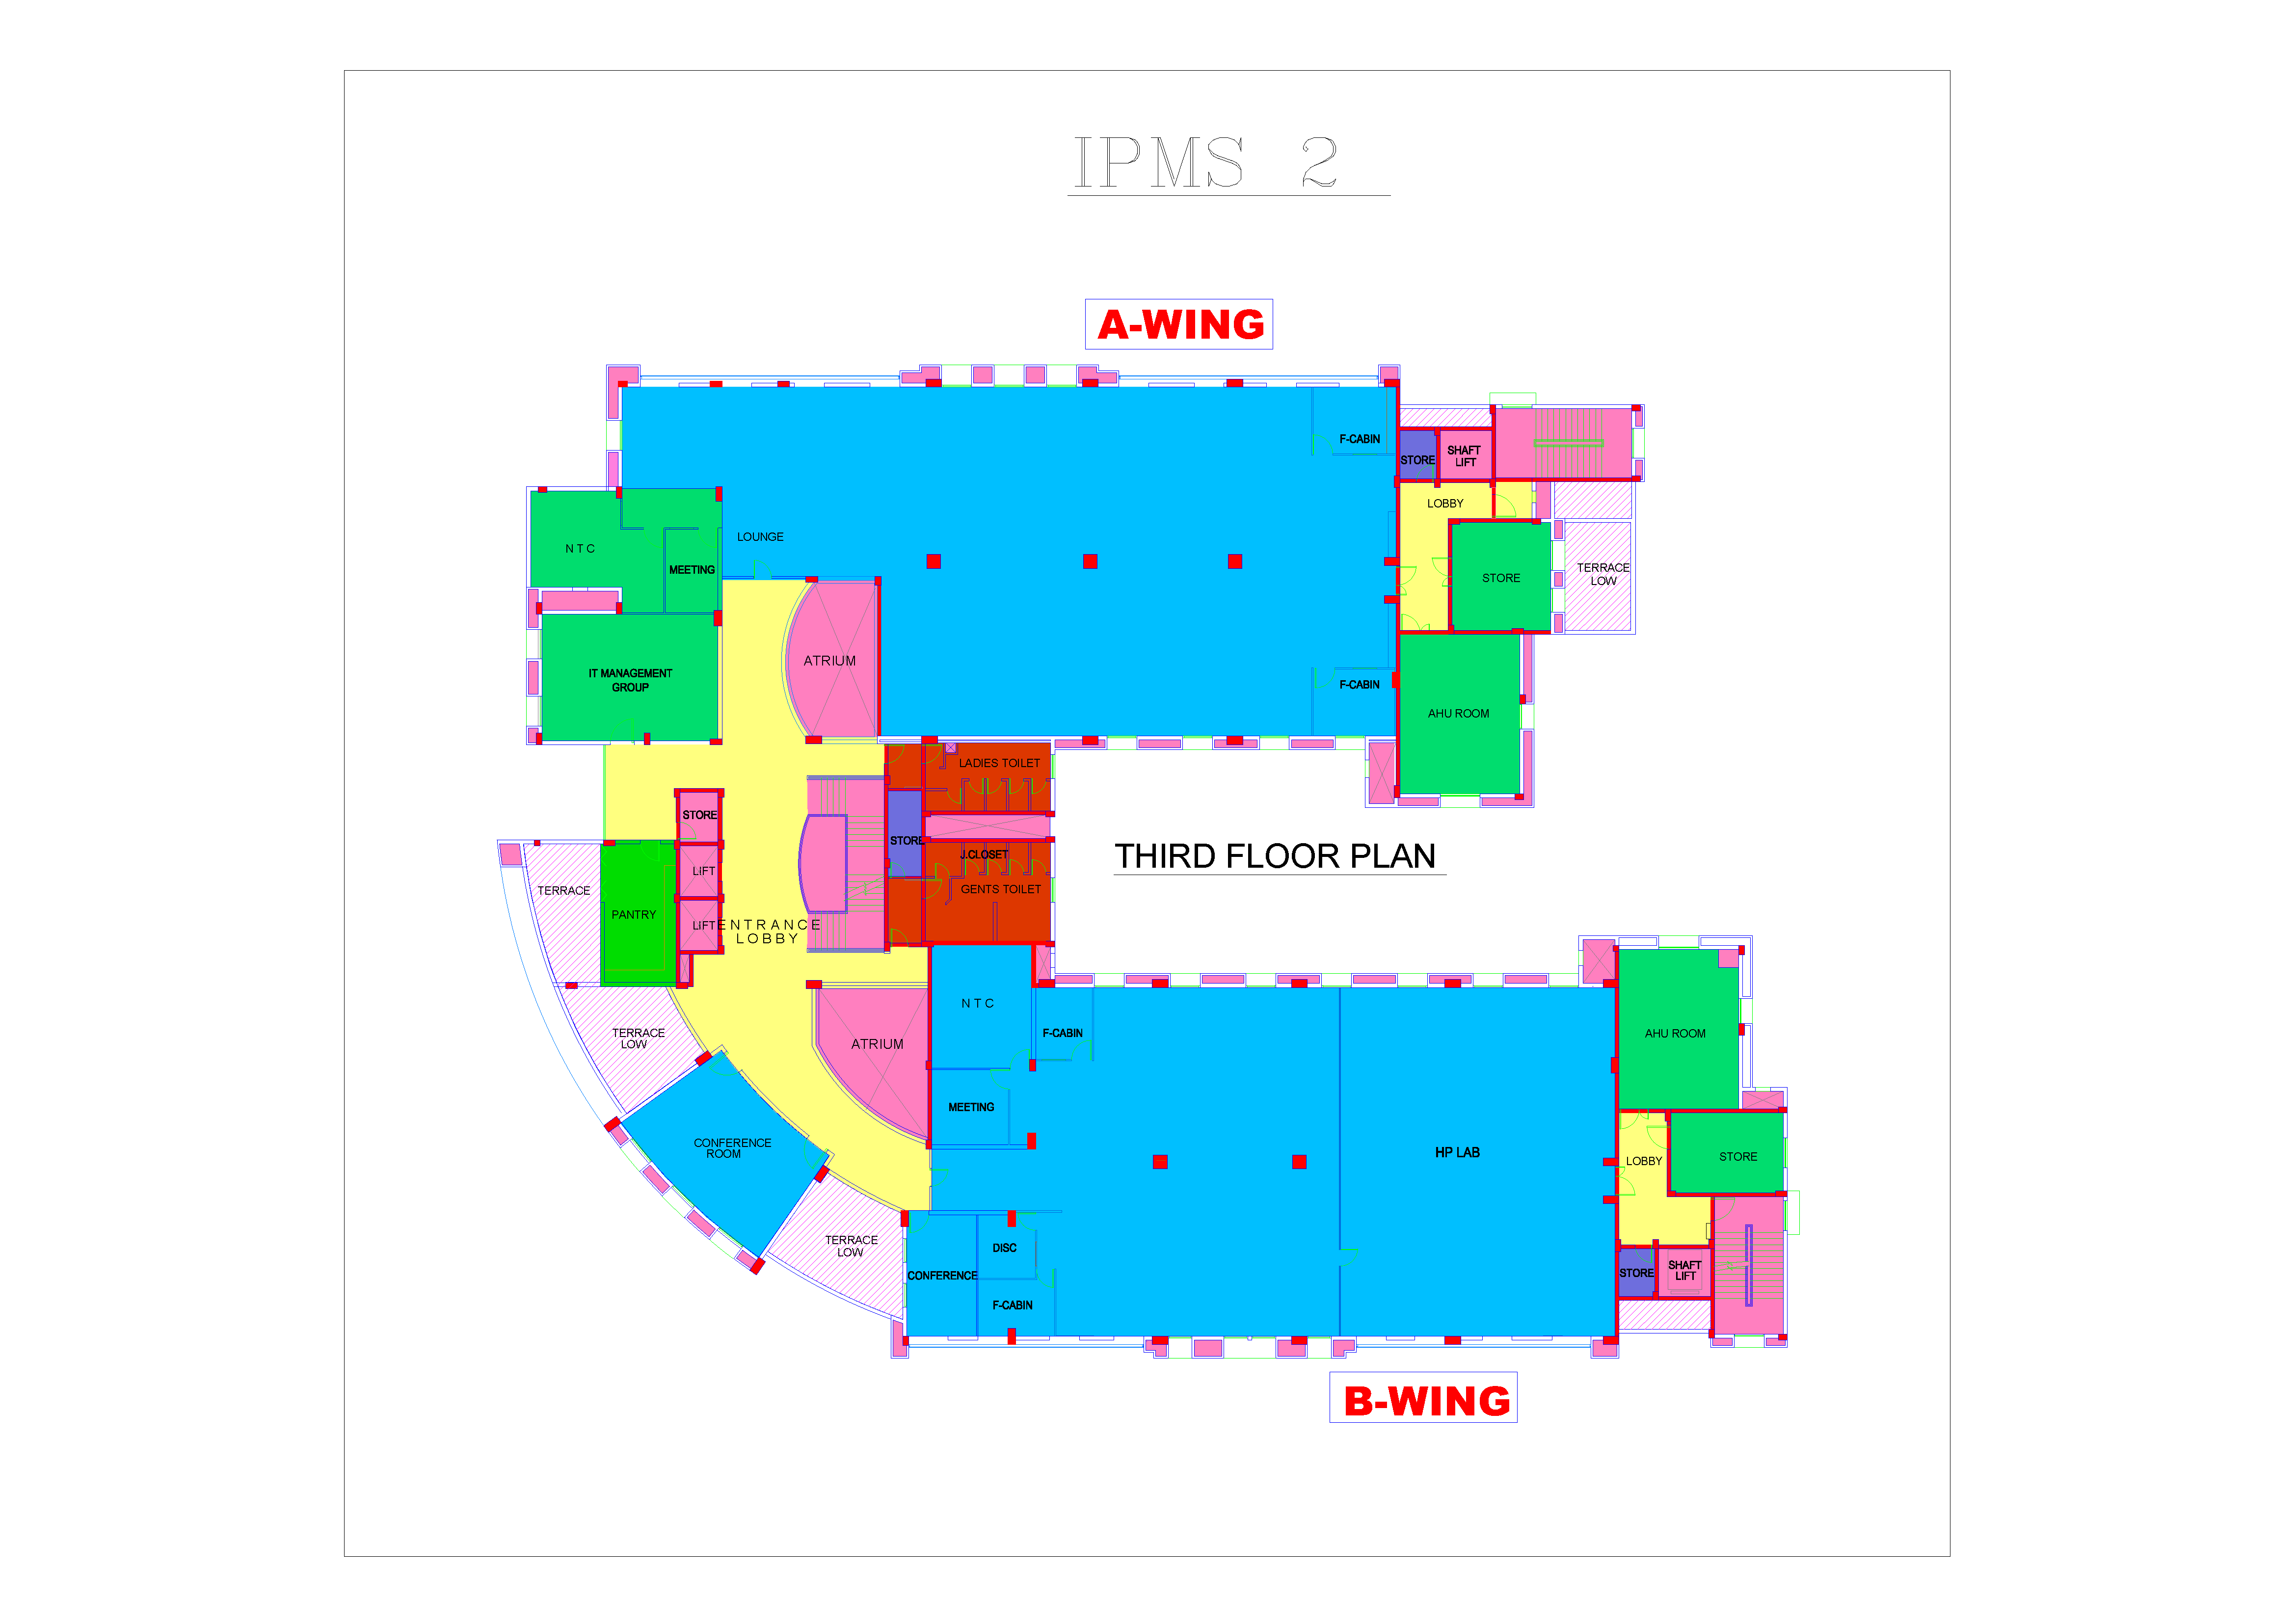 IPMS 2
A-WING
F-CABIN
STORE
SHAFT
LIFT
LOBBY
LOUNGE
N T C
MEETING
STORE
TERRACE
LOW
ATRIUM
IT MANAGEMENT
GROUP
F-CABIN
AHU ROOM
LADIES TOILET
STORE
STORE
J.CLOSET
THIRD FLOOR PLAN
LIFT
TERRACE
GENTS TOILET
PANTRY
LIFT
ENTRANCE
LOBBY
N T C
TERRACE
LOW
F-CABIN
AHU ROOM
ATRIUM
MEETING
CONFERENCE
ROOM
HP LAB
LOBBY
STORE
TERRACE
LOW
DISC
CONFERENCE
STORE
SHAFT
LIFT
F-CABIN
B-WING